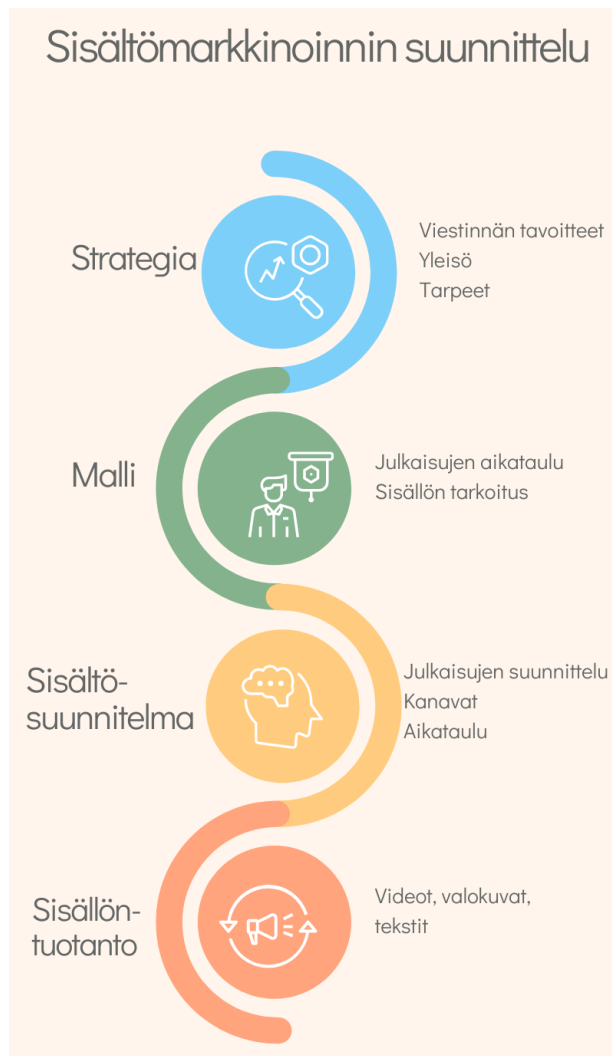 Sisältömarkkinoinnin suunnittelu
Strategia
Viestinnän tavoitteet
Yleisö
Tarpeet
Malli
Julkaisujen aikataulu
Sisällön tarkoitus
Sisältö-
suunnitelma
Julkaisujen suunnittelu
Kanavat
Aikataulu
Sisällön-
tuotanto
Videot, valokuvat,
tekstit